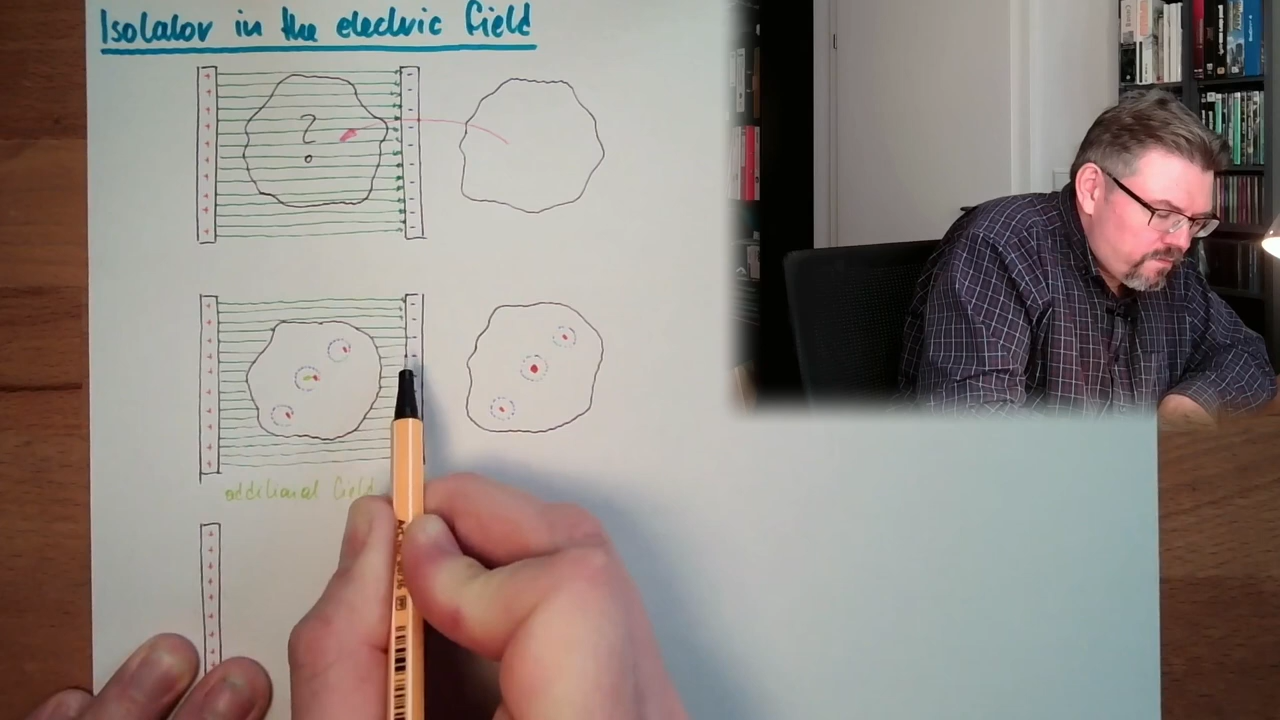 Isolator in the electric field
?
additional field